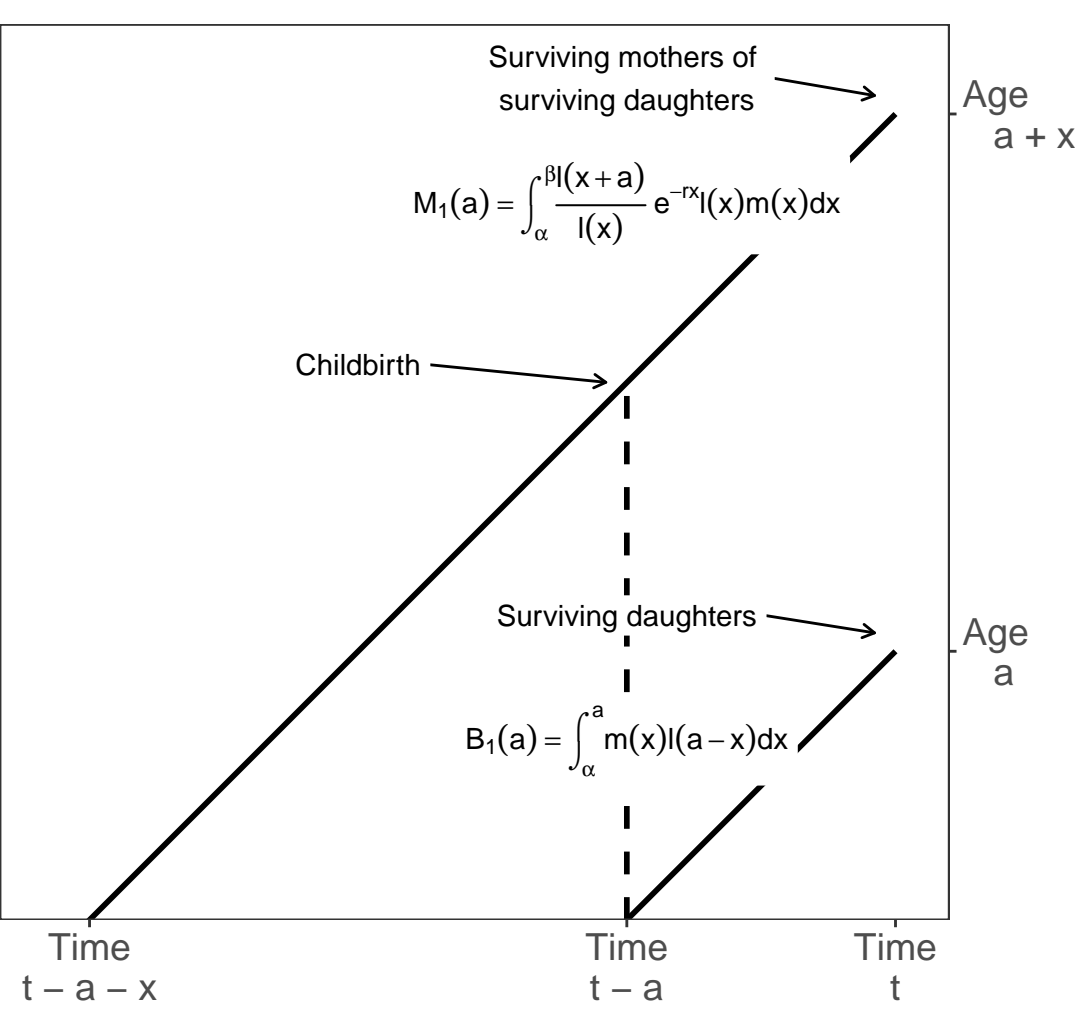 Surviving mothers of
surviving daughters
Age
a + x
M₁(a) = ∫_α^β l(x + a)/l(x) e^(−rx) l(x)m(x)dx
Childbirth
Surviving daughters
Age
a
B₁(a) = ∫_α^a m(x)l(a − x)dx
Time
t − a − x
Time
t − a
Time
t